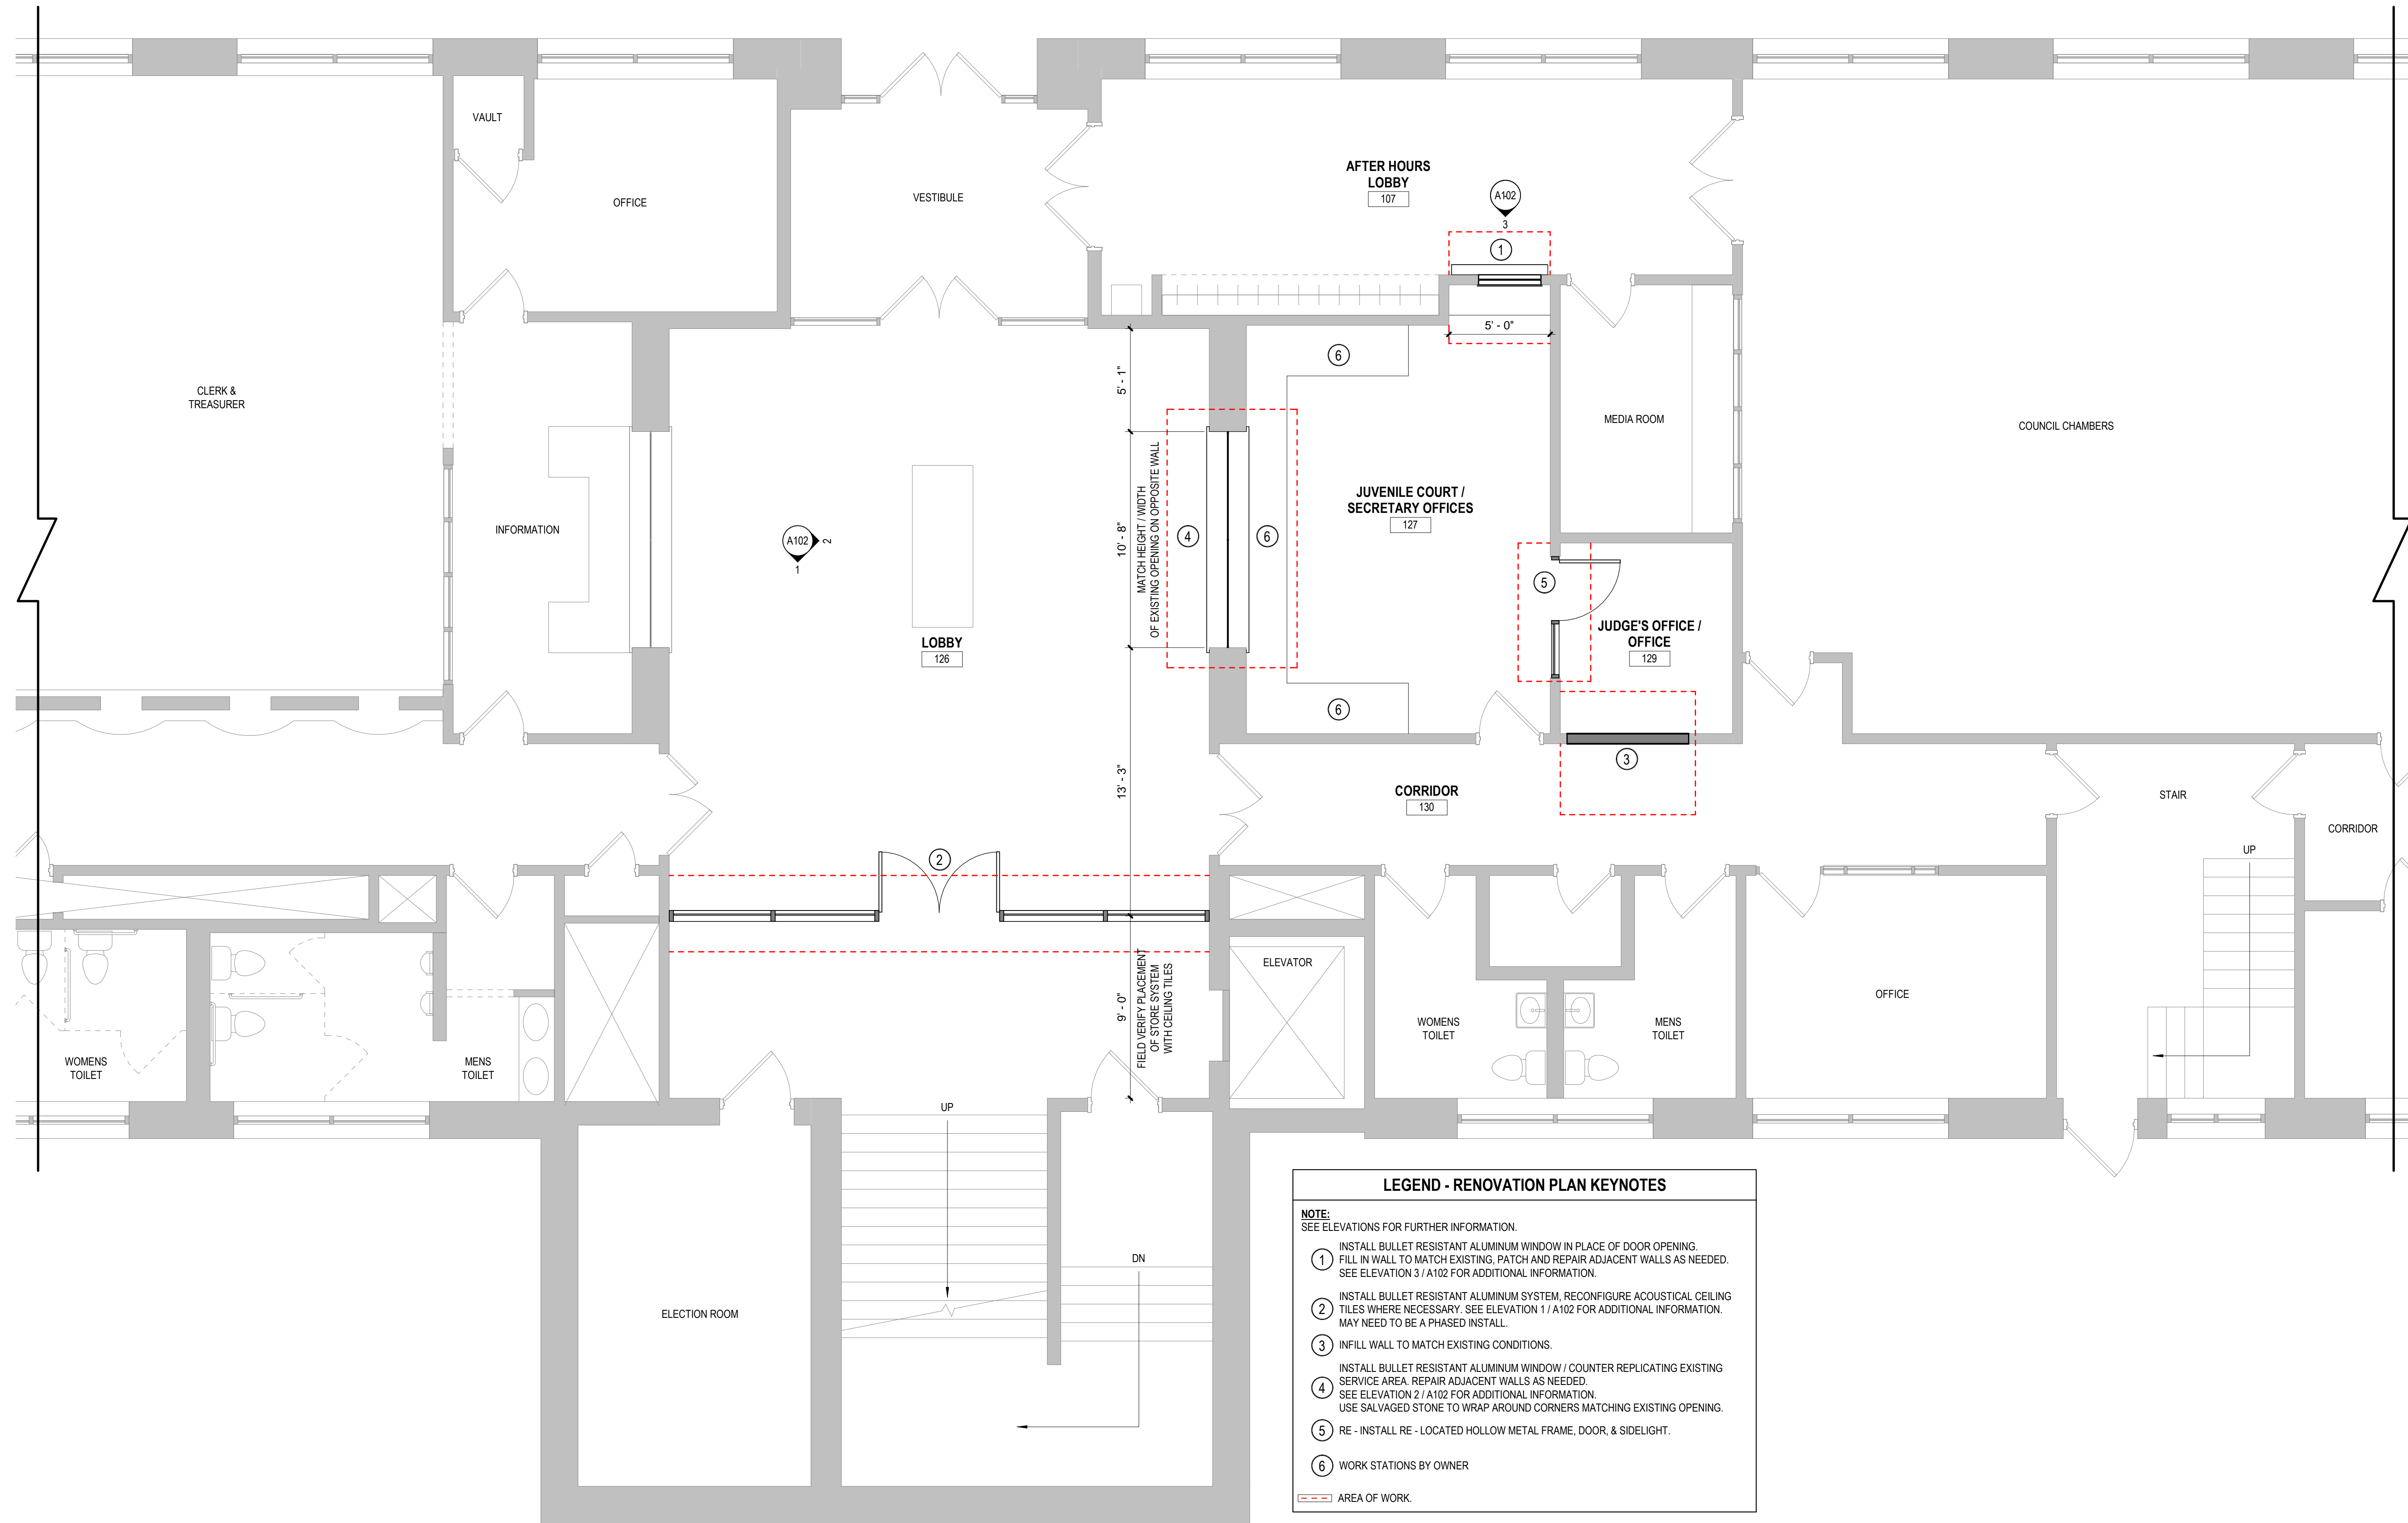 VAULT
OFFICE
VESTIBULE
AFTER HOURS
LOBBY
107
A102
3
1
5' - 0"
6
5' - 1"
CLERK &
TREASURER
MEDIA ROOM
COUNCIL CHAMBERS
INFORMATION
A102
2
1
10' - 8"
MATCH HEIGHT / WIDTH
OF EXISTING OPENING ON OPPOSITE WALL
4
6
JUVENILE COURT /
SECRETARY OFFICES
127
5
LOBBY
126
JUDGE'S OFFICE /
OFFICE
129
6
3
13' - 3"
CORRIDOR
130
STAIR
CORRIDOR
UP
2
9' - 0"
FIELD VERIFY PLACEMENT
OF STORE SYSTEM
WITH CEILING TILES
ELEVATOR
OFFICE
WOMENS
TOILET
MENS
TOILET
WOMENS
TOILET
MENS
TOILET
UP
DN
ELECTION ROOM
LEGEND - RENOVATION PLAN KEYNOTES
NOTE:
SEE ELEVATIONS FOR FURTHER INFORMATION.
1 INSTALL BULLET RESISTANT ALUMINUM WINDOW IN PLACE OF DOOR OPENING.
FILL IN WALL TO MATCH EXISTING, PATCH AND REPAIR ADJACENT WALLS AS NEEDED.
SEE ELEVATION 3 / A102 FOR ADDITIONAL INFORMATION.
2 INSTALL BULLET RESISTANT ALUMINUM SYSTEM, RECONFIGURE ACOUSTICAL CEILING
TILES WHERE NECESSARY. SEE ELEVATION 1 / A102 FOR ADDITIONAL INFORMATION.
MAY NEED TO BE A PHASED INSTALL.
3 INFILL WALL TO MATCH EXISTING CONDITIONS.
4 INSTALL BULLET RESISTANT ALUMINUM WINDOW / COUNTER REPLICATING EXISTING
SERVICE AREA. REPAIR ADJACENT WALLS AS NEEDED.
SEE ELEVATION 2 / A102 FOR ADDITIONAL INFORMATION.
USE SALVAGED STONE TO WRAP AROUND CORNERS MATCHING EXISTING OPENING.
5 RE - INSTALL RE - LOCATED HOLLOW METAL FRAME, DOOR, & SIDELIGHT.
6 WORK STATIONS BY OWNER
AREA OF WORK.